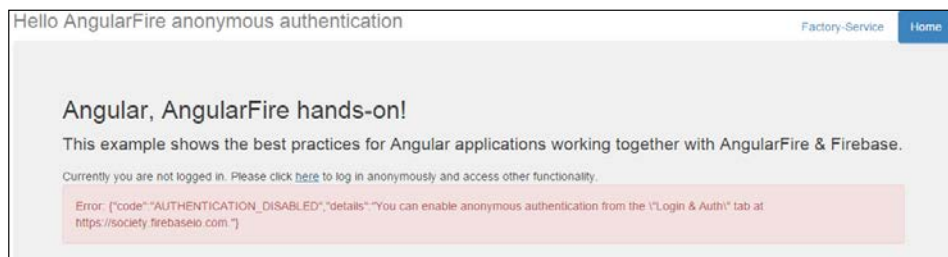 Hello AngularFire anonymous authentication
Factory-Service Home
Angular, AngularFire hands-on!
This example shows the best practices for Angular applications working together with AngularFire & Firebase.
Currently you are not logged in. Please click here to log in anonymously and access other functionality.
Error: {"code":"AUTHENTICATION_DISABLED","details":"You can enable anonymous authentication from the \"Login & Auth\" tab at
https://society.firebaseio.com."}